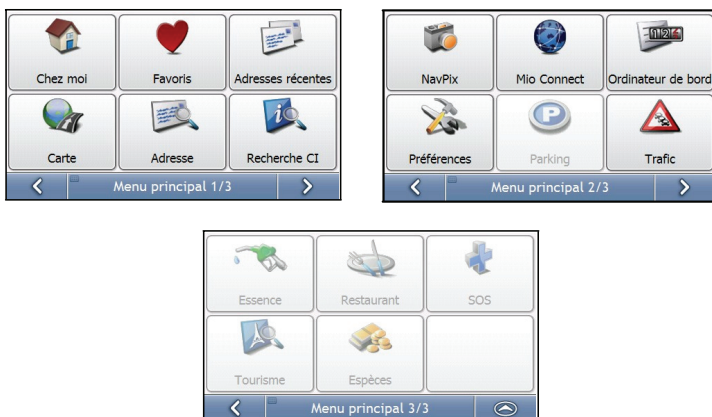 Chez moi
Favoris
Adresses récentes
Carte
Adresse
Recherche CI
Menu principal 1/3
NavPix
Mio Connect
Ordinateur de bord
Préférences
Parking
Trafic
Menu principal 2/3
Essence
Restaurant
SOS
Tourisme
Espèces
Menu principal 3/3